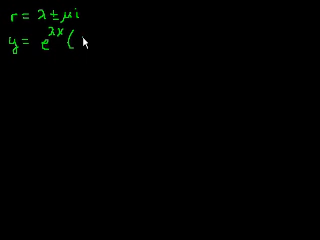 r = λ ± μi
y = e^λx (